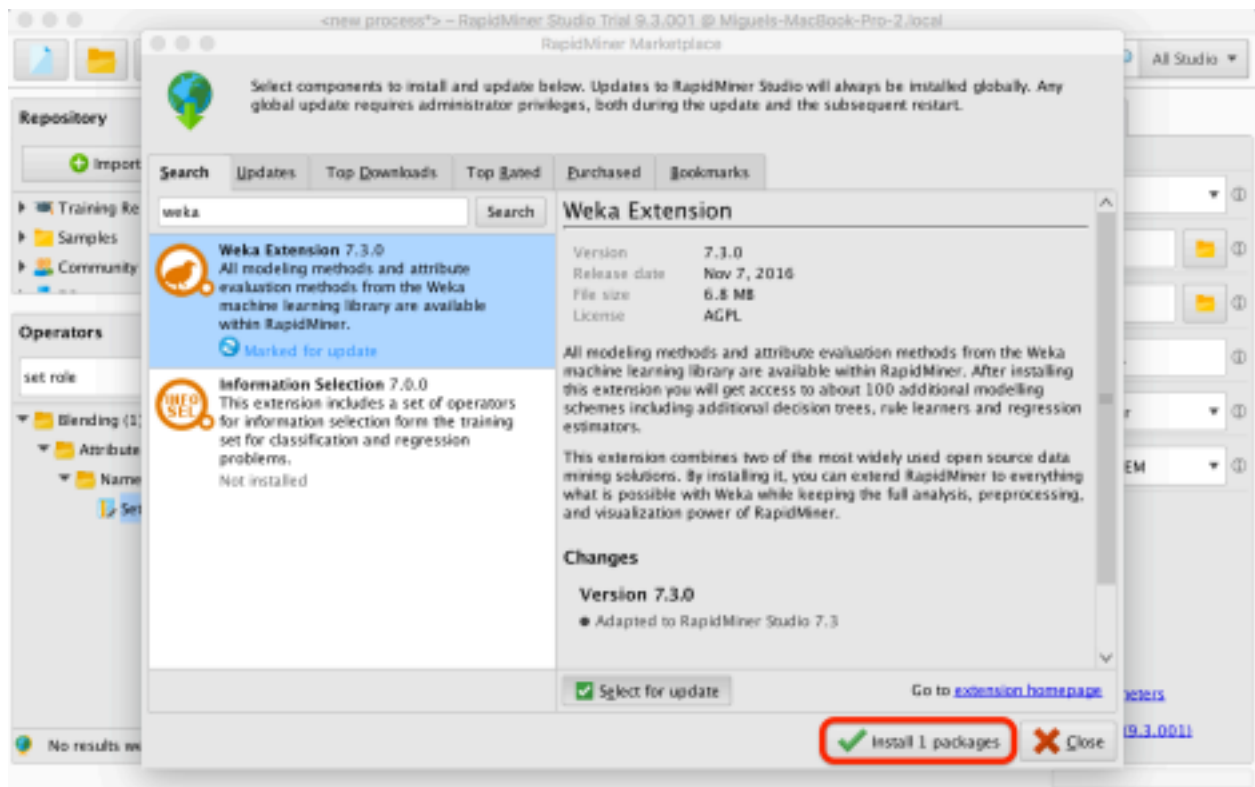 <new process*> – RapidMiner Studio Trial 9.3.001 @ Miguels-MacBook-Pro-2.local
RapidMiner Marketplace
All Studio
Select components to install and update below. Updates to RapidMiner Studio will always be installed globally. Any
global update requires administrator privileges, both during the update and the subsequent restart.
Repository
Import
Training Re
Samples
Community
Operators
set role
Blending (1
Attribute
Name
Set
No results we
Search Updates Top Downloads Top Rated Purchased Bookmarks
weka Search
Weka Extension 7.3.0
All modeling methods and attribute
evaluation methods from the Weka
machine learning library are available
within RapidMiner.
Marked for update
INFO
SEL
Information Selection 7.0.0
This extension includes a set of operators
for information selection form the training
set for classification and regression
problems.
Not installed
Weka Extension
Version 7.3.0
Release date Nov 7, 2016
File size 6.8 MB
License AGPL
All modeling methods and attribute evaluation methods from the Weka
machine learning library are available within RapidMiner. After installing
this extension you will get access to about 100 additional modelling
schemes including additional decision trees, rule learners and regression
estimators.
This extension combines two of the most widely used open source data
mining solutions. By installing it, you can extend RapidMiner to everything
what is possible with Weka while keeping the full analysis, preprocessing,
and visualization power of RapidMiner.
Changes
Version 7.3.0
Adapted to RapidMiner Studio 7.3
Select for update
Go to extension homepage
Install 1 packages
Close
EM
meters
(9.3.001)